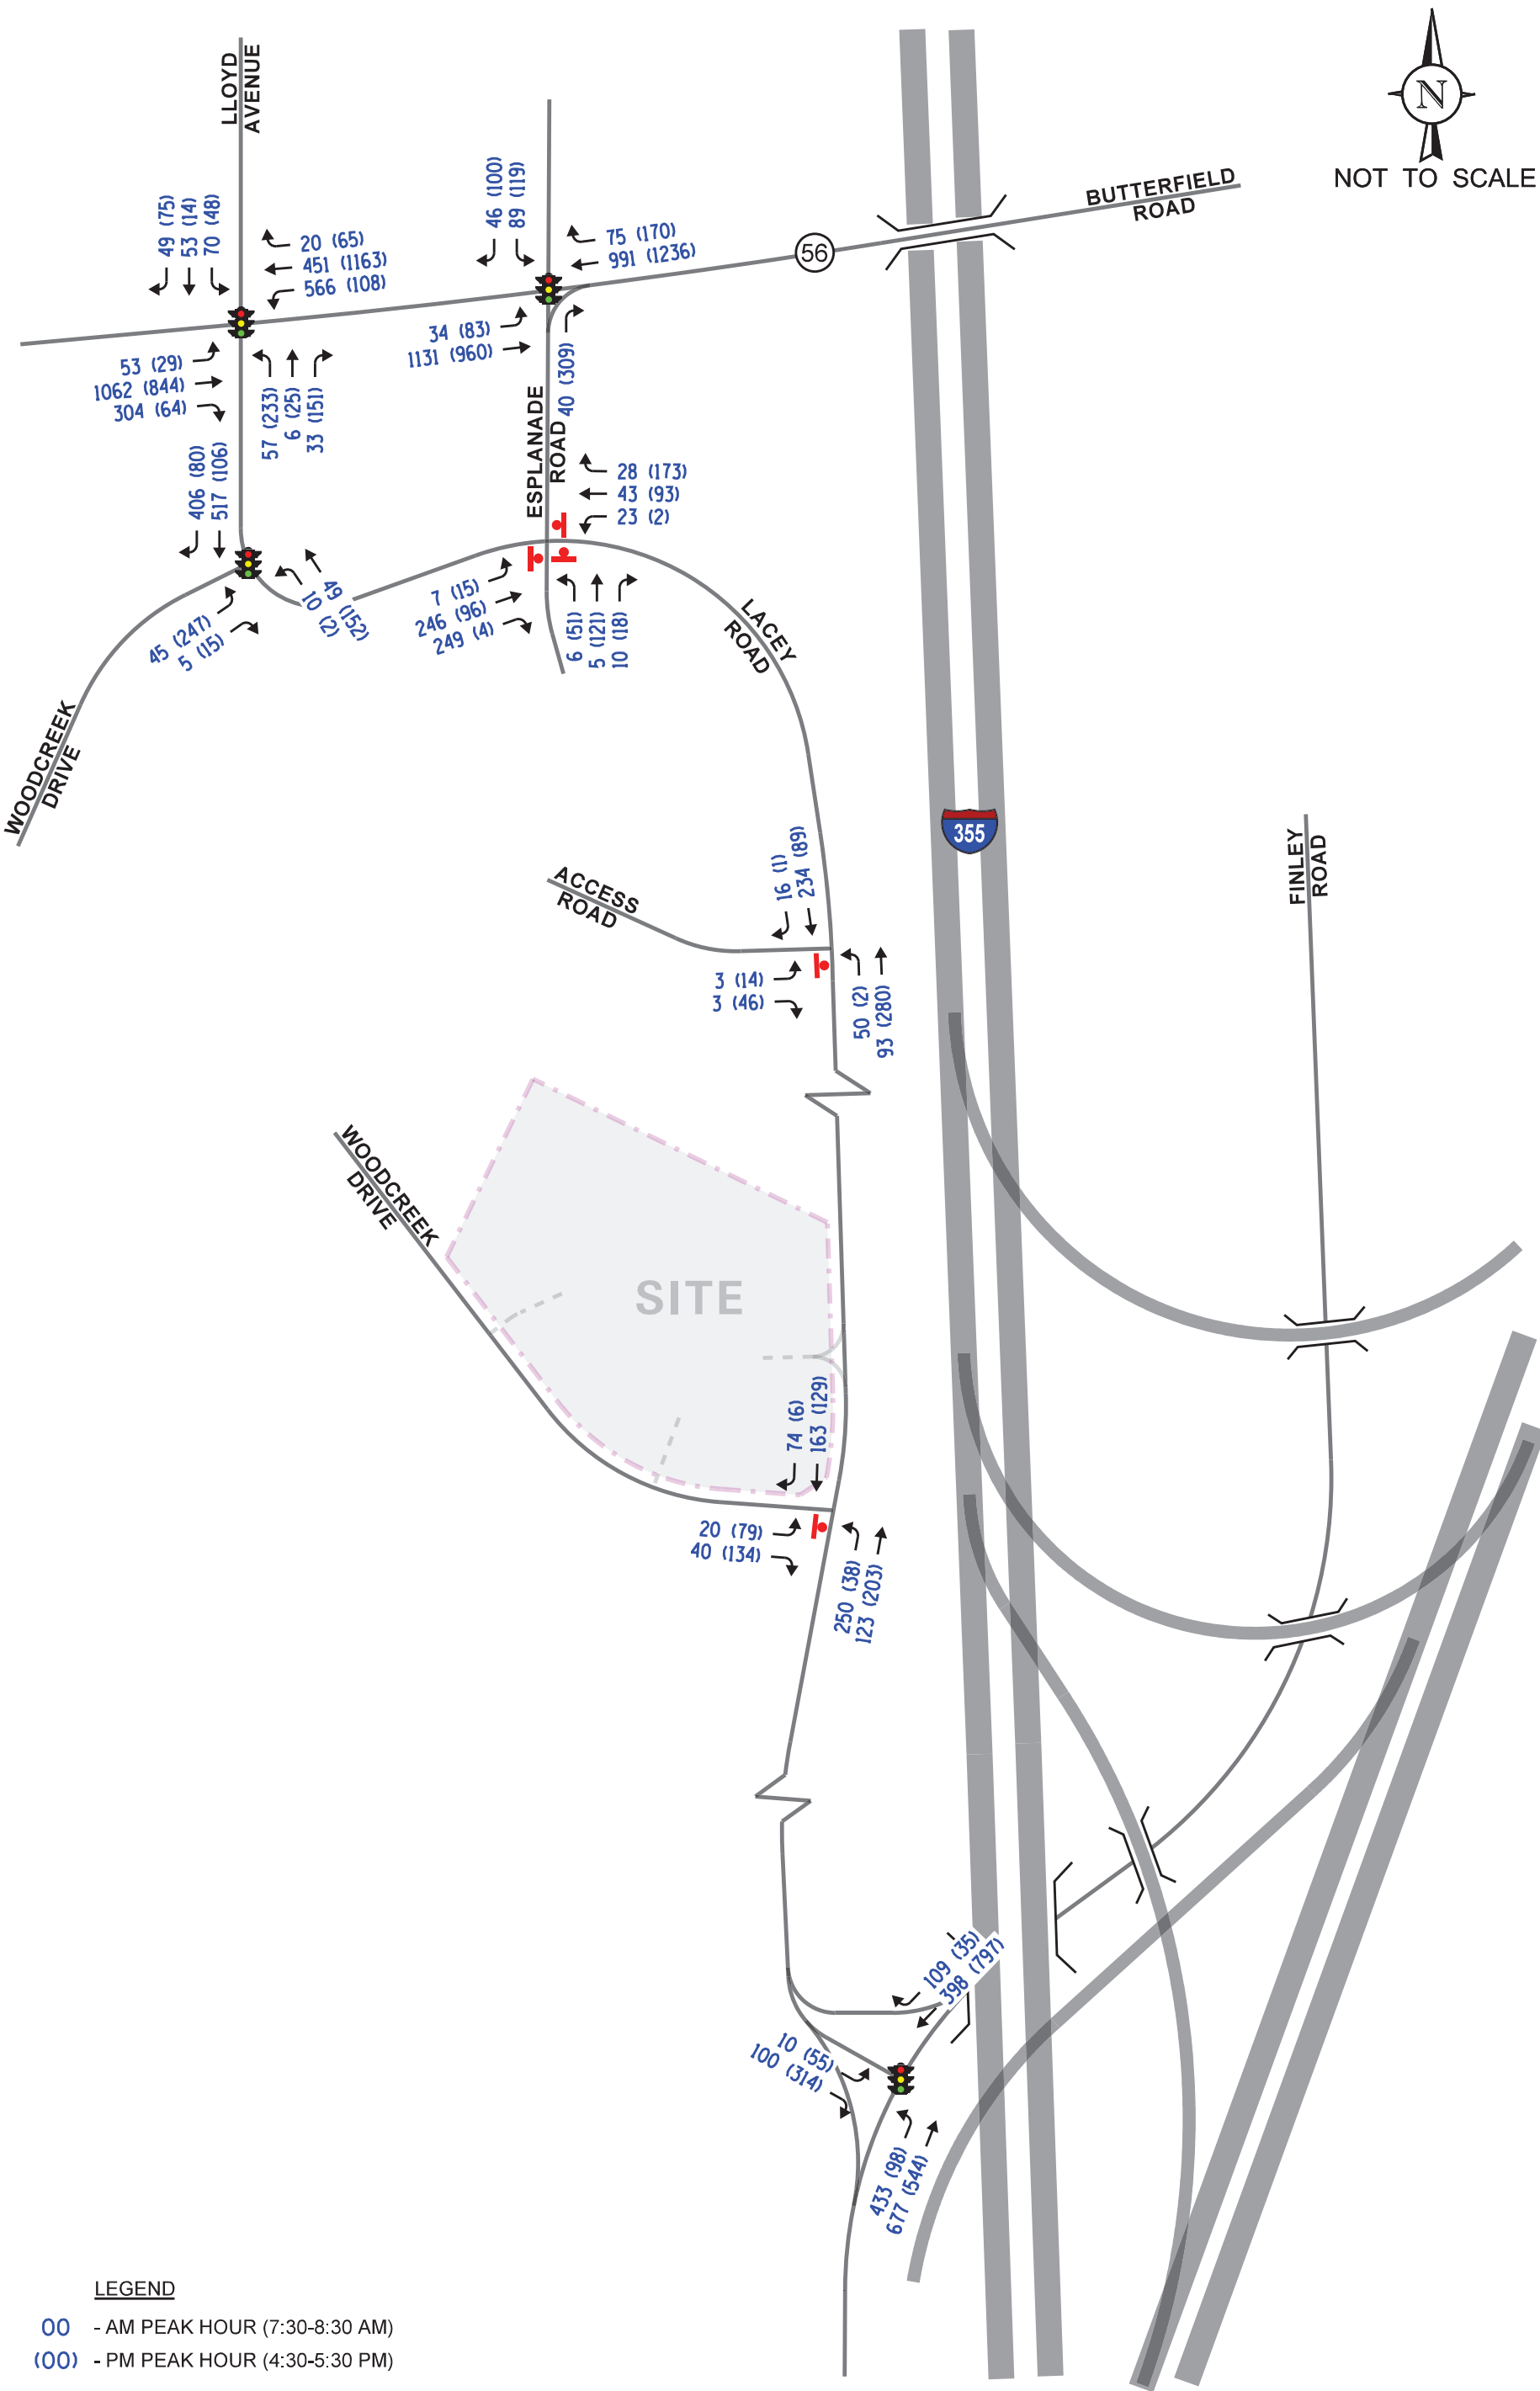 LLOYD
AVENUE
N
NOT TO SCALE
BUTTERFIELD
ROAD
56
49 (75)
53 (14)
70 (48)
20 (65)
451 (1163)
566 (108)
46 (100)
89 (119)
75 (170)
991 (1236)
53 (29)
1062 (844)
304 (64)
57 (233)
6 (25)
33 (151)
34 (83)
1131 (960)
40 (309)
ESPLANADE
ROAD
406 (80)
517 (106)
28 (173)
43 (93)
23 (2)
49 (152)
10 (2)
45 (247)
5 (15)
7 (15)
246 (96)
249 (4)
6 (51)
5 (121)
10 (18)
LACEY
ROAD
WOODCREEK
DRIVE
355
FINLEY
ROAD
ACCESS
ROAD
16 (1)
234 (89)
3 (14)
3 (46)
50 (2)
93 (280)
WOODCREEK
DRIVE
SITE
74 (6)
163 (129)
20 (79)
40 (134)
250 (38)
123 (203)
109 (35)
398 (797)
10 (55)
100 (314)
433 (98)
677 (544)
LEGEND
00 - AM PEAK HOUR (7:30-8:30 AM)
(00) - PM PEAK HOUR (4:30-5:30 PM)